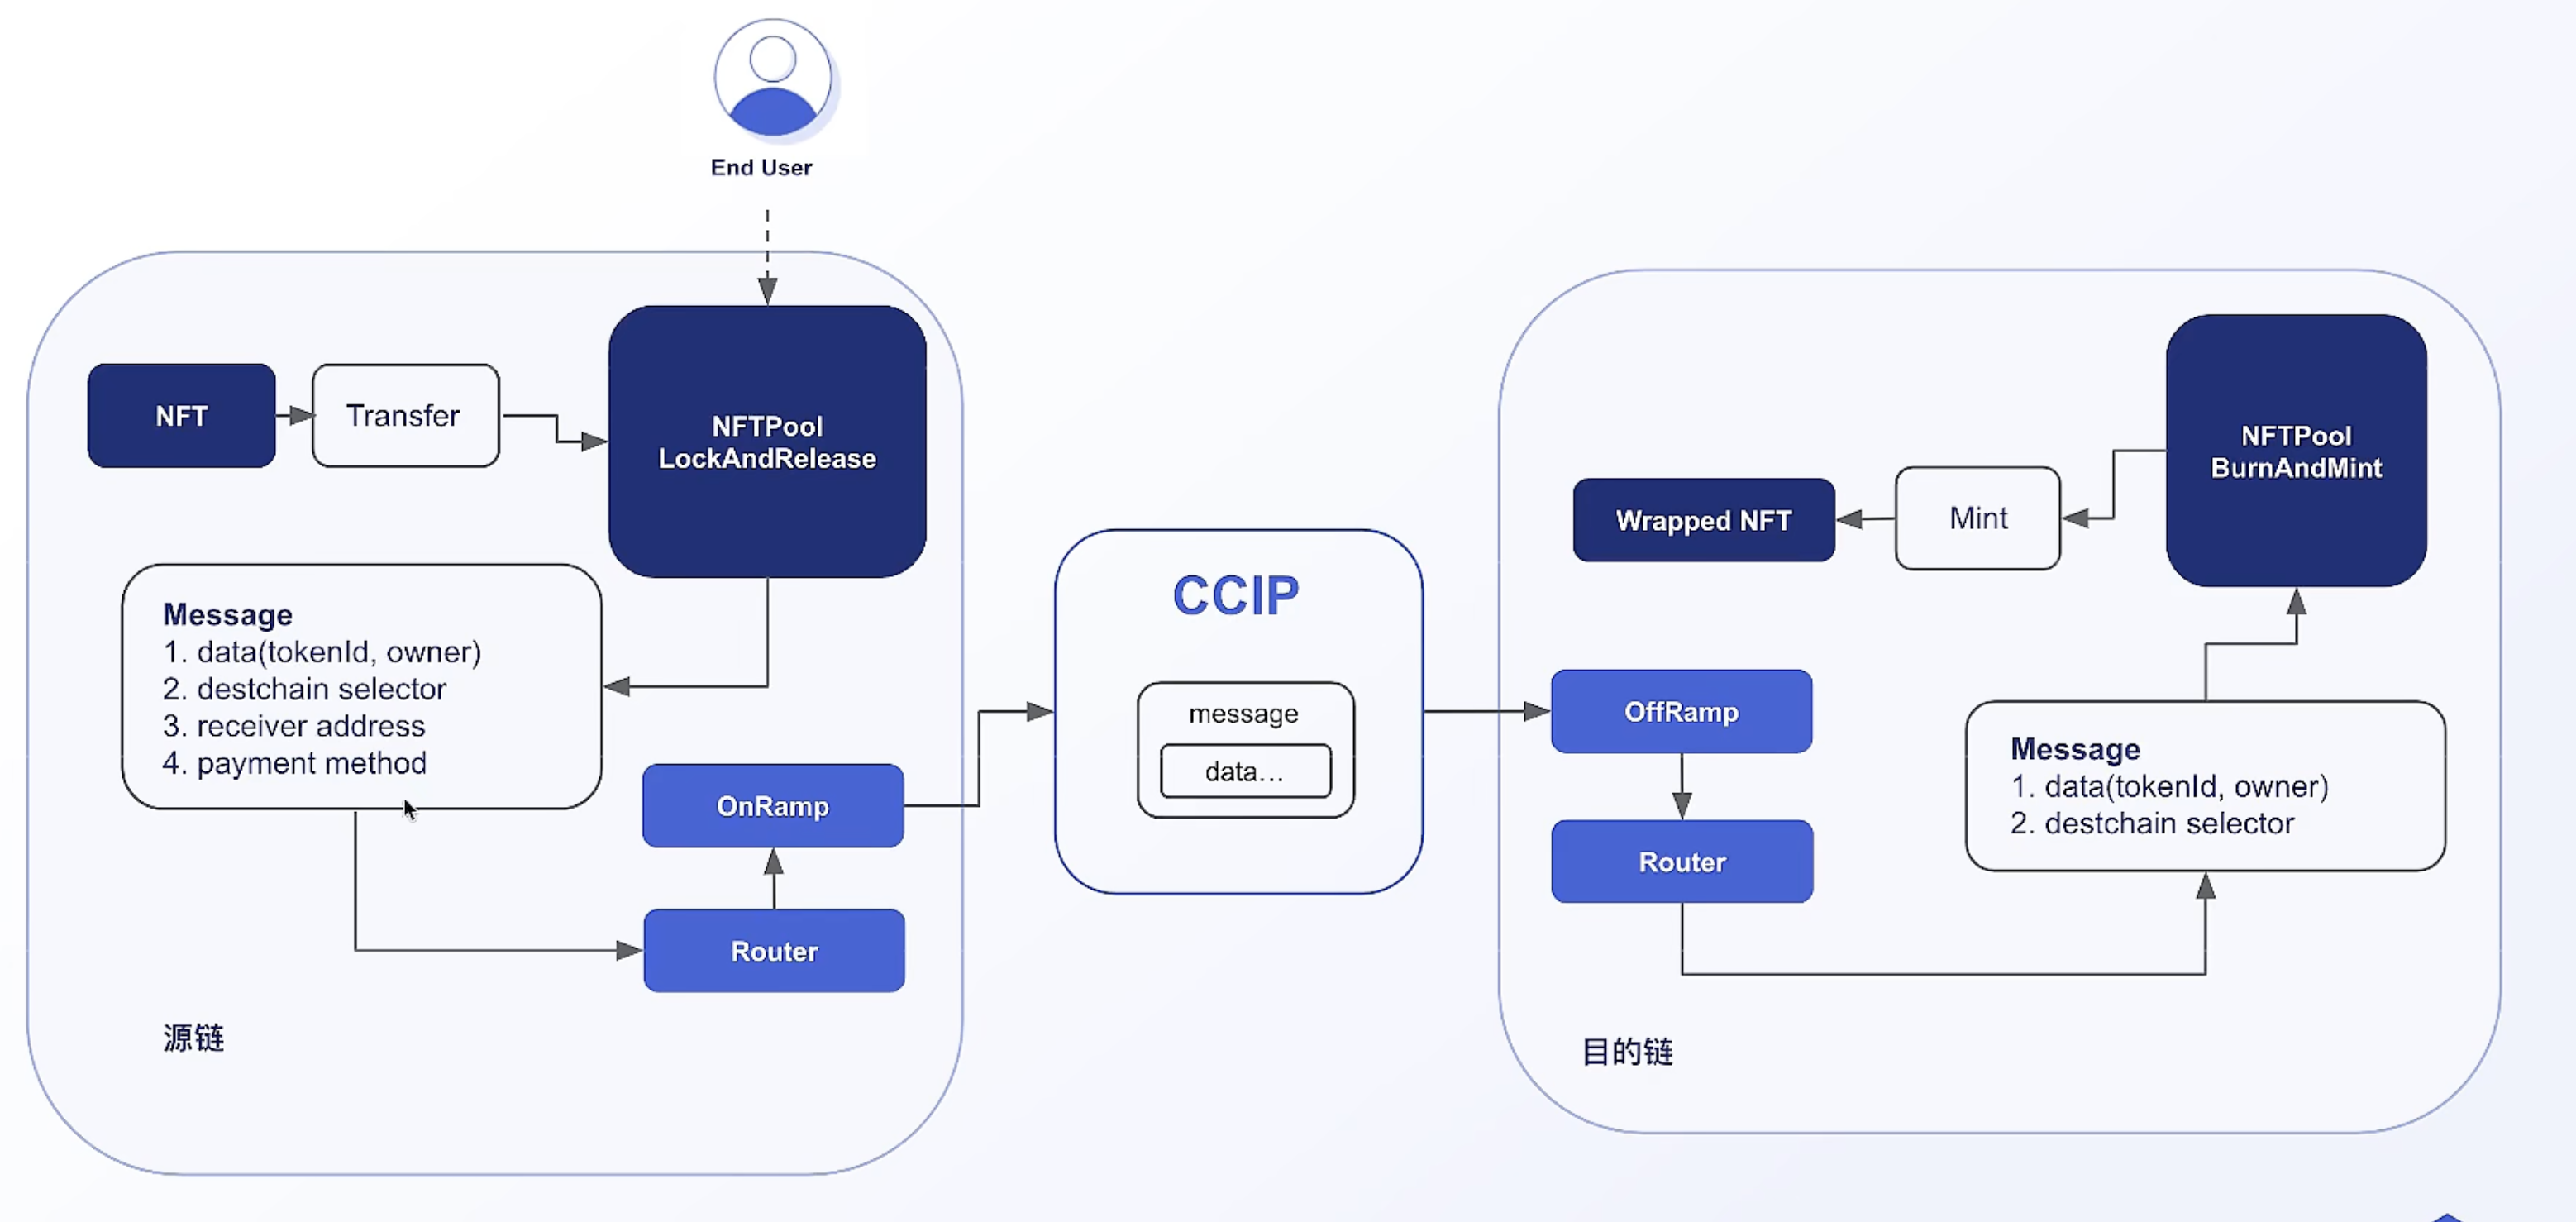 End User
NFT
Transfer
NFTPool
LockAndRelease
Message
1. data(tokenId, owner)
2. destchain selector
3. receiver address
4. payment method
OnRamp
Router
源链
CCIP
message
data...
NFTPool
BurnAndMint
Mint
Wrapped NFT
OffRamp
Router
Message
1. data(tokenId, owner)
2. destchain selector
目的链